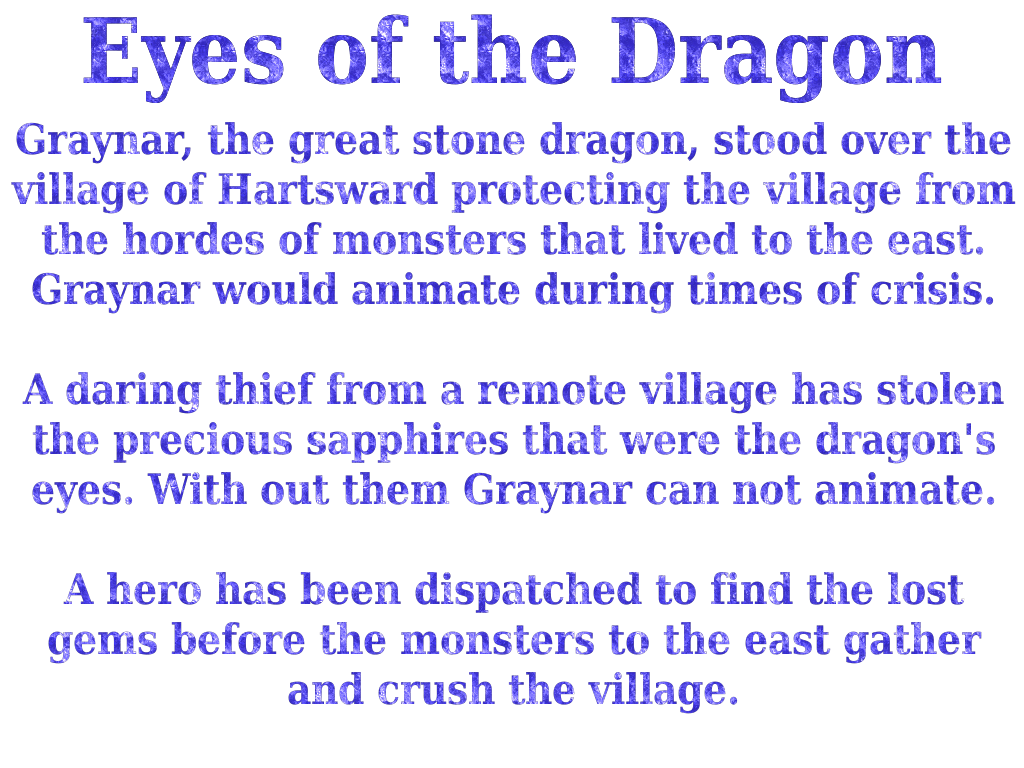 Eyes of the Dragon
Graynar, the great stone dragon, stood over the
village of Hartsward protecting the village from
the hordes of monsters that lived to the east.
Graynar would animate during times of crisis.
A daring thief from a remote village has stolen
the precious sapphires that were the dragon's
eyes. With out them Graynar can not animate.
A hero has been dispatched to find the lost
gems before the monsters to the east gather
and crush the village.